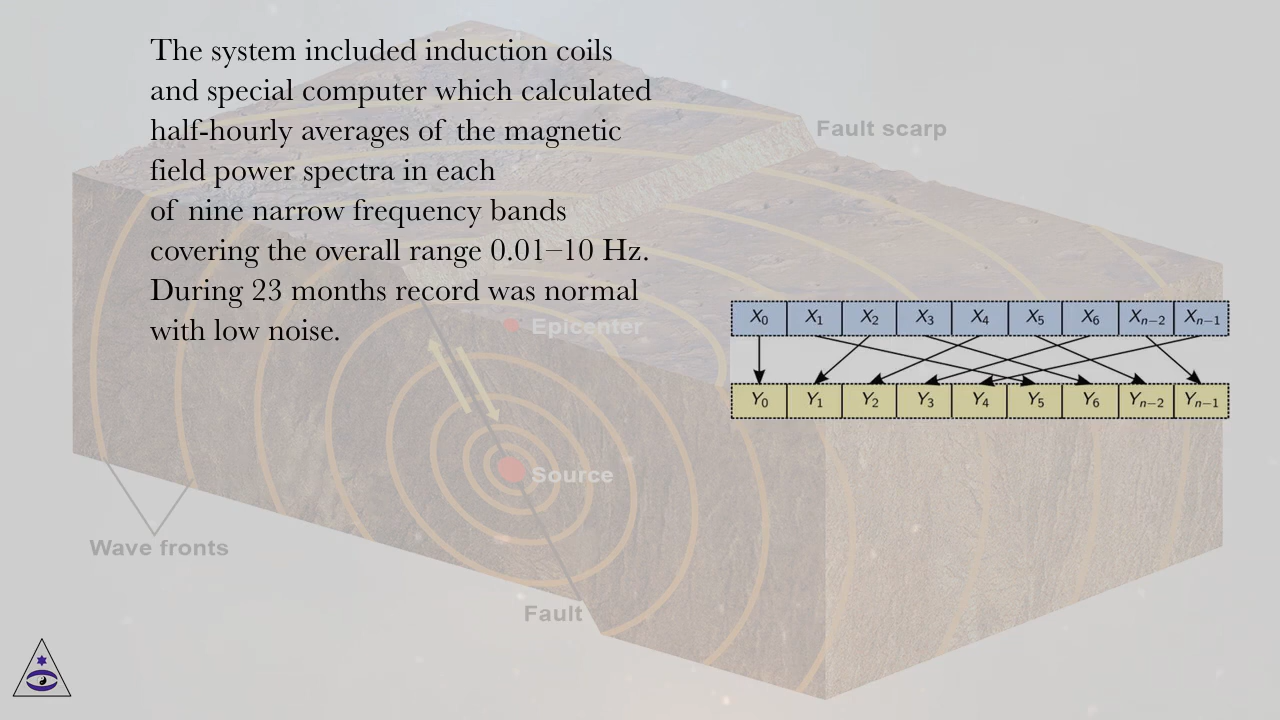 The system included induction coils
and special computer which calculated
half-hourly averages of the magnetic
field power spectra in each
of nine narrow frequency bands
covering the overall range 0.01–10 Hz.
During 23 months record was normal
with low noise.
Fault scarp
Epicenter
X₀ X₁ X₂ X₃ X₄ X₅ X₆ Xₙ₋₂ Xₙ₋₁
Y₀ Y₁ Y₂ Y₃ Y₄ Y₅ Y₆ Yₙ₋₂ Yₙ₋₁
Source
Wave fronts
Fault